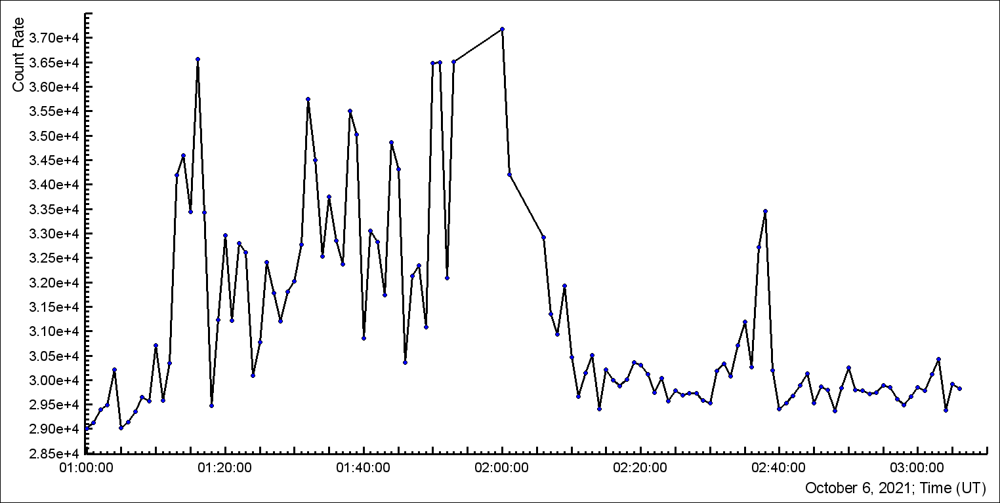 Count Rate
3.70e+4
3.65e+4
3.60e+4
3.55e+4
3.50e+4
3.45e+4
3.40e+4
3.35e+4
3.30e+4
3.25e+4
3.20e+4
3.15e+4
3.10e+4
3.05e+4
3.00e+4
2.95e+4
2.90e+4
2.85e+4
01:00:00 01:20:00 01:40:00 02:00:00 02:20:00 02:40:00 03:00:00
October 6, 2021; Time (UT)